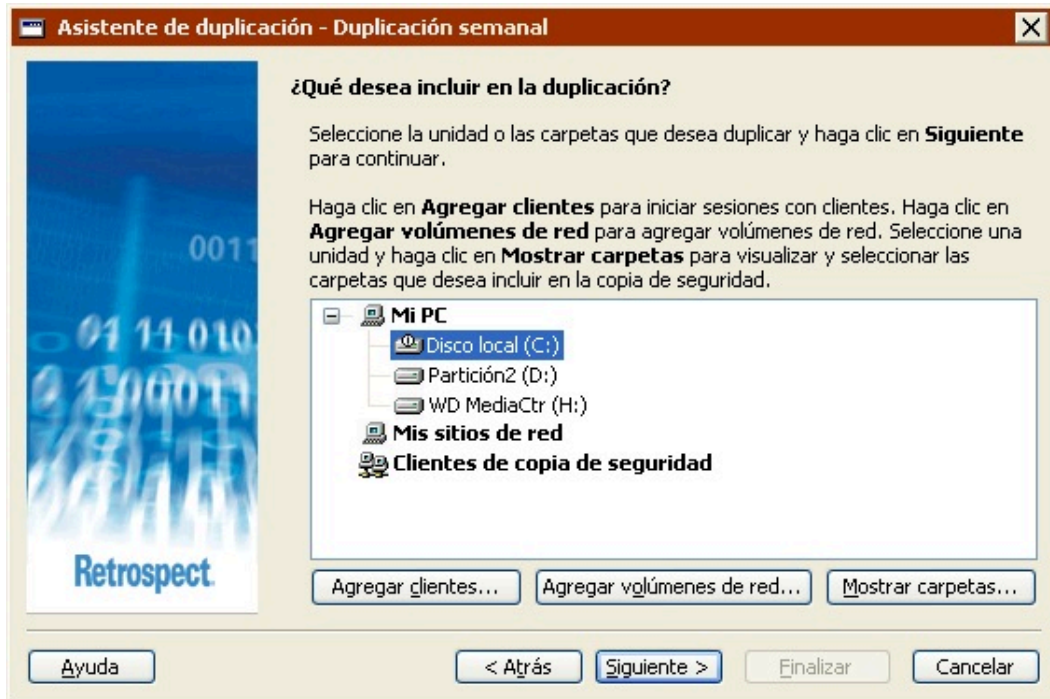 Asistente de duplicación - Duplicación semanal
¿Qué desea incluir en la duplicación?
Seleccione la unidad o las carpetas que desea duplicar y haga clic en Siguiente
para continuar.
Haga clic en Agregar clientes para iniciar sesiones con clientes. Haga clic en
Agregar volúmenes de red para agregar volúmenes de red. Seleccione una
unidad y haga clic en Mostrar carpetas para visualizar y seleccionar las
carpetas que desea incluir en la copia de seguridad.
Mi PC
Disco local (C:)
Partición2 (D:)
WD MediaCtr (H:)
Mis sitios de red
Clientes de copia de seguridad
0011
01 11 010
Retrospect
Agregar clientes... Agregar volúmenes de red... Mostrar carpetas...
Ayuda < Atrás Siguiente > Finalizar Cancelar